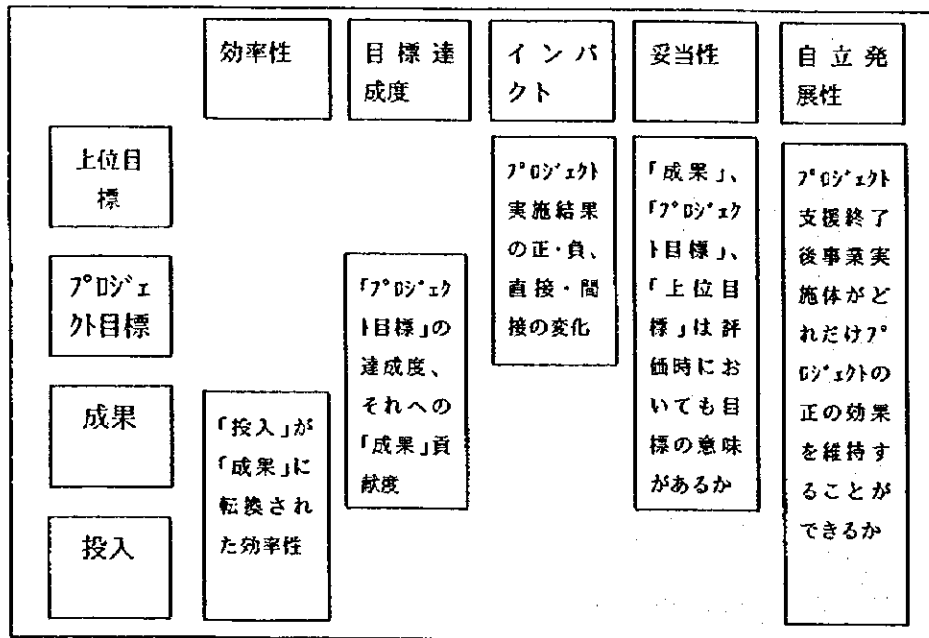 効率性
目標達
成度
インパ
クト
妥当性
自立発
展性
上位目
標
プロジェ
クト目標
成果
投入
「投入」が
「成果」に
転換され
た効率性
「プロジェク
ト目標」の
達成度、
それへの
「成果」貢
献度
プロジェクト
実施結果
の正・負、
直接・間
接の変化
「成果」、
「プロジェク
ト目標」、
「上位目
標」は評
価時にお
いても目
標の意味
があるか
プロジェクト
支援終了
後事業実
施体がど
れだけプ
ロジェクトの
正の効果
を維持す
ることが
できるか